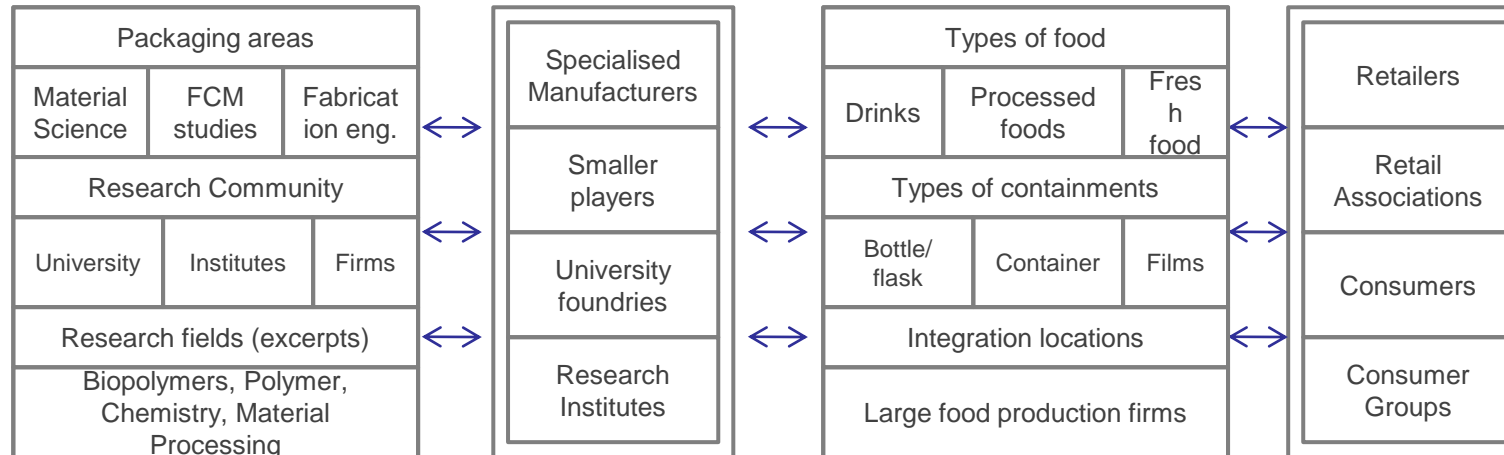 Packaging areas
Material
Science
FCM
studies
Fabricat
ion eng.
Research Community
University
Institutes
Firms
Research fields (excerpts)
Biopolymers, Polymer,
Chemistry, Material
Processing
Specialised
Manufacturers
Smaller
players
University
foundries
Research
Institutes
Types of food
Drinks
Processed
foods
Fres
h
food
Types of containments
Bottle/
flask
Container
Films
Integration locations
Large food production firms
Retailers
Retail
Associations
Consumers
Consumer
Groups